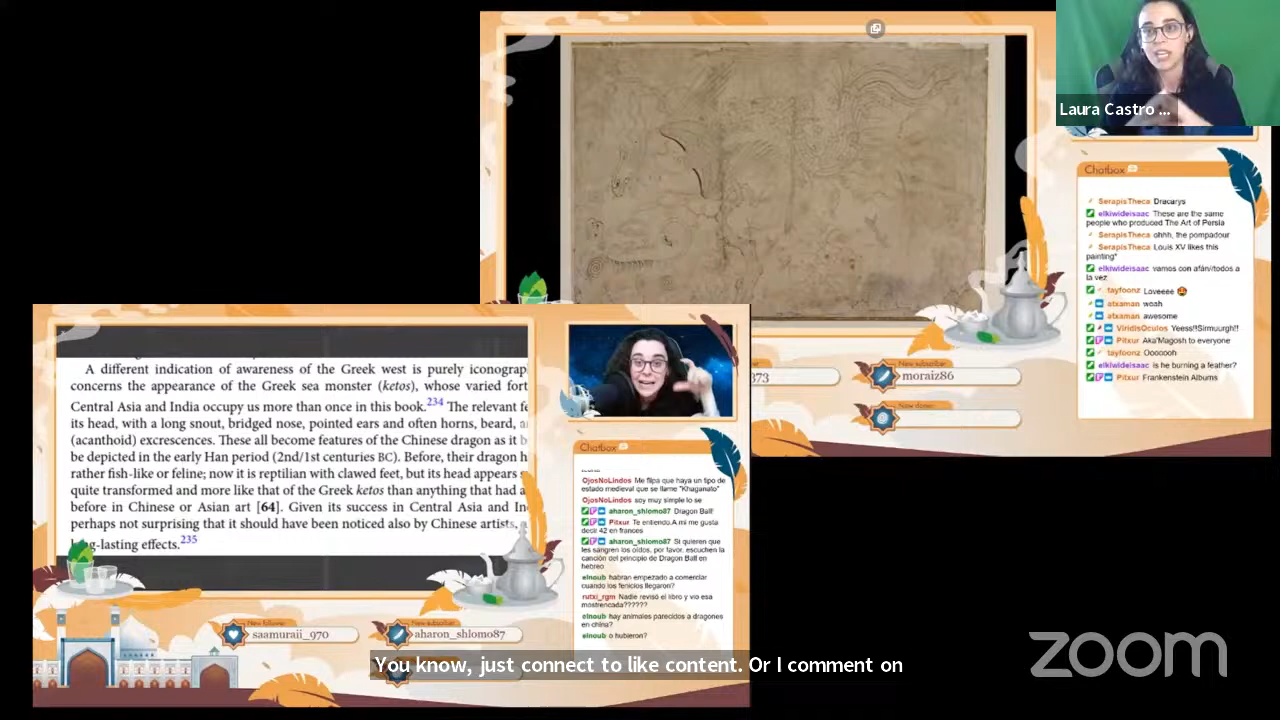 Laura Castro ...
Chatbox
SerapisTheca Dracarys
elkiwideisaac These are the same
people who produced The Art of Persia
SerapisTheca ohhh, the pompadour
SerapisTheca Louis XV likes this
painting*
elkiwideisaac vamos con afán//todos a
la vez
tayfoonz Loveeee 🥰
atxaman woah
atxaman awesome
ViridisOculos Yeess!!Sirmuurgh!!
Pitxur Aka'Magosh to everyone
tayfoonz Ooooooh
elkiwideisaac is he burning a feather?
Pitxur Frankenstein Albums
373
New subscriber
moraiz86
New donor
A different indication of awareness of the Greek west is purely iconograp
concerns the appearance of the Greek sea monster (ketos), whose varied fort
Central Asia and India occupy us more than once in this book.234 The relevant fe
its head, with a long snout, bridged nose, pointed ears and often horns, beard, a
(acanthoid) excrescences. These all become features of the Chinese dragon as it b
be depicted in the early Han period (2nd/1st centuries BC). Before, their dragon h
rather fish-like or feline; now it is reptilian with clawed feet, but its head appears s
quite transformed and more like that of the Greek ketos than anything that had a
before in Chinese or Asian art [64]. Given its success in Central Asia and In
perhaps not surprising that it should have been noticed also by Chinese artists, a
long-lasting effects.235
Chatbox
OjosNoLindos Me flipa que haya un tipo de
estado medieval que se llame "Khaganato"
OjosNoLindos soy muy simple lo se
aharon_shlomo87 Dragon Ball!
Pitxur Te entiendo.A mi me gusta
decir 42 en frances
aharon_shlomo87 Si quieren que
les sangren los oídos, por favor, escuchen la
canción del principio de Dragon Ball en
hebreo
elnoub habran empezado a comerciar
cuando los fenicios llegaron?
rutxi_rgm Nadie revisó el libro y vio esa
mostrencada??????
elnoub hay animales parecidos a dragones
en china?
elnoub o hubieron?
New follower
saamuraii_970
New subscriber
aharon_shlomo87
You know, just connect to like content. Or I comment on
zoom